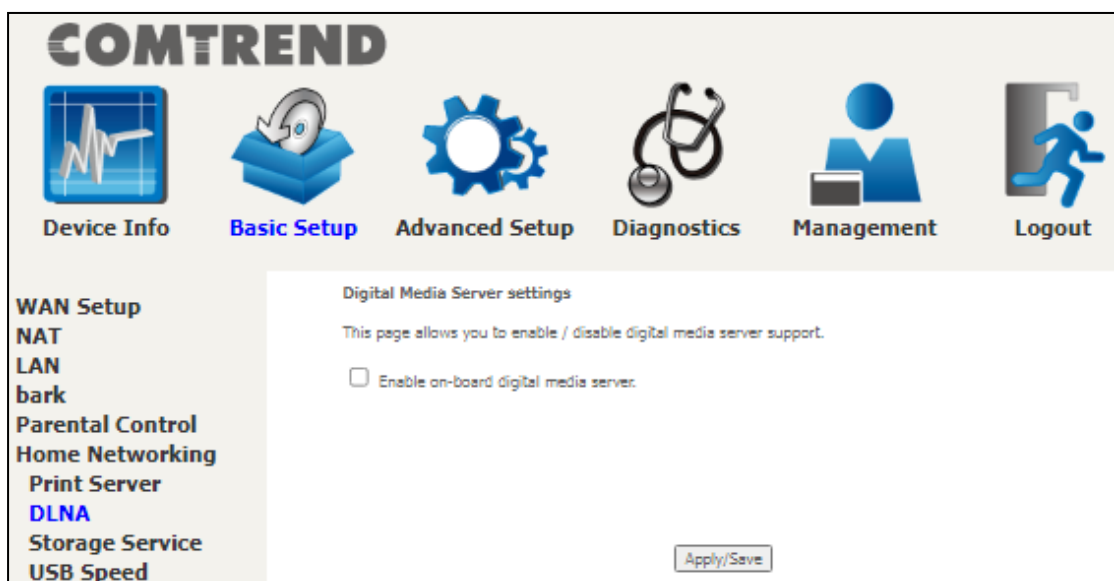 COMTREND
Device Info
Basic Setup
Advanced Setup
Diagnostics
Management
Logout
WAN Setup
NAT
LAN
bark
Parental Control
Home Networking
Print Server
DLNA
Storage Service
USB Speed
Digital Media Server settings
This page allows you to enable / disable digital media server support.
Enable on-board digital media server.
Apply/Save